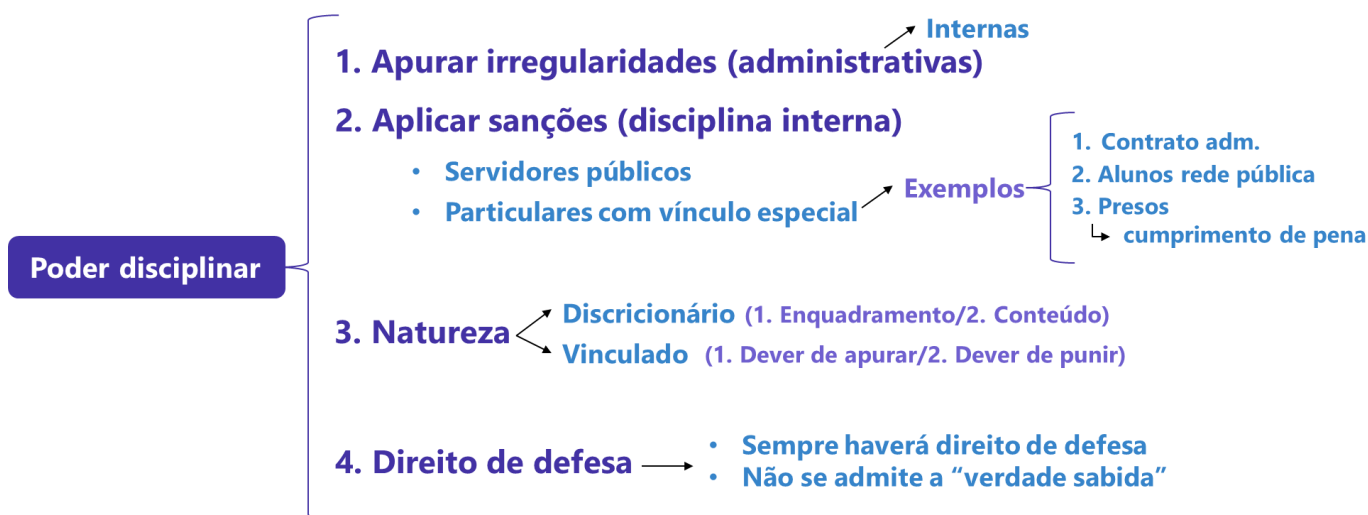 Poder disciplinar
Internas
1. Apurar irregularidades (administrativas)
2. Aplicar sanções (disciplina interna)
• Servidores públicos
• Particulares com vínculo especial
Exemplos
1. Contrato adm.
2. Alunos rede pública
3. Presos
cumprimento de pena
3. Natureza
Discricionário (1. Enquadramento/2. Conteúdo)
Vinculado (1. Dever de apurar/2. Dever de punir)
4. Direito de defesa
• Sempre haverá direito de defesa
• Não se admite a “verdade sabida”